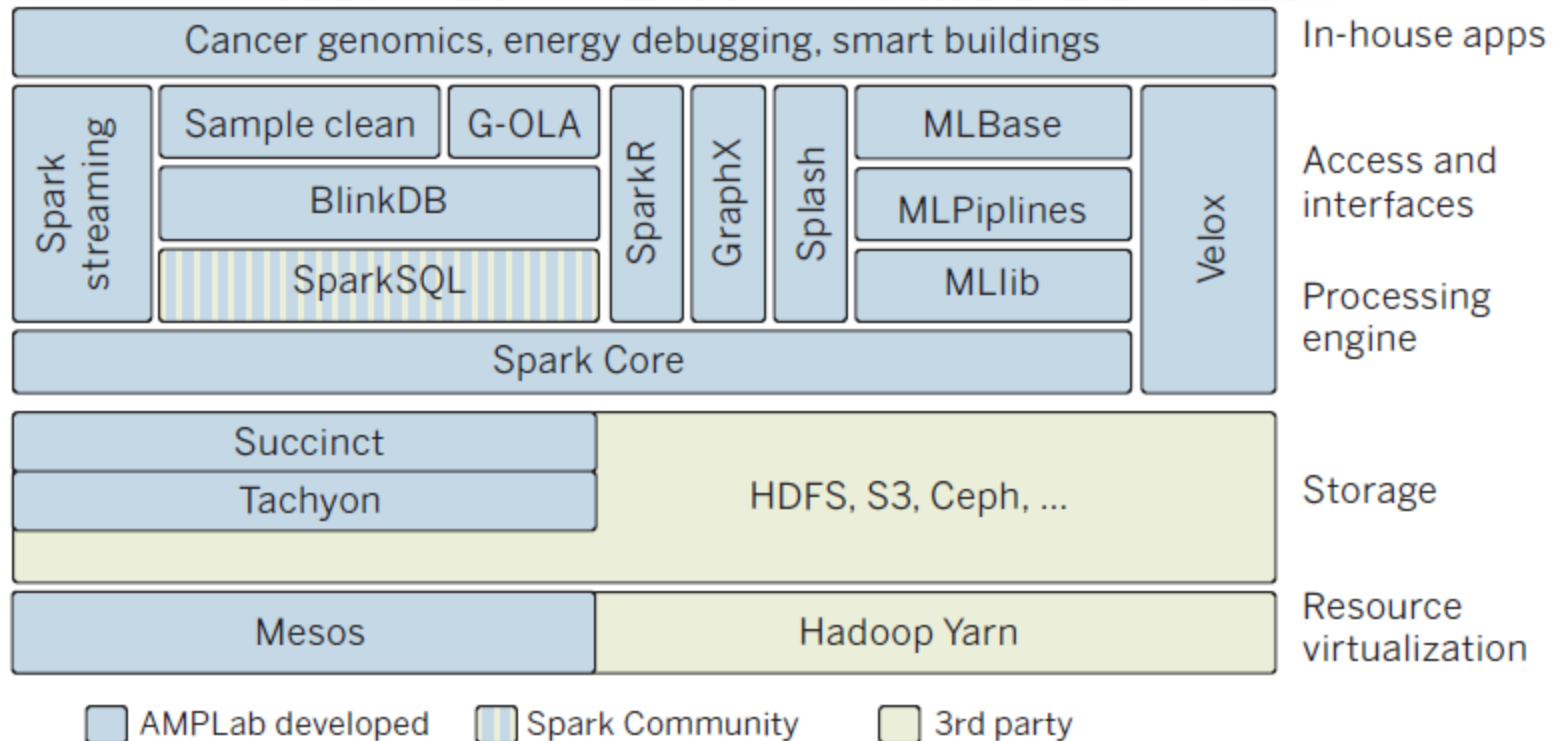 Cancer genomics, energy debugging, smart buildings
In-house apps
Spark
streaming
Sample clean
G-OLA
BlinkDB
SparkSQL
SparkR
GraphX
Splash
MLBase
MLPiplines
MLlib
Velox
Access and
interfaces
Processing
engine
Spark Core
Succinct
Tachyon
HDFS, S3, Ceph, ...
Storage
Mesos
Hadoop Yarn
Resource
virtualization
AMPLab developed
Spark Community
3rd party